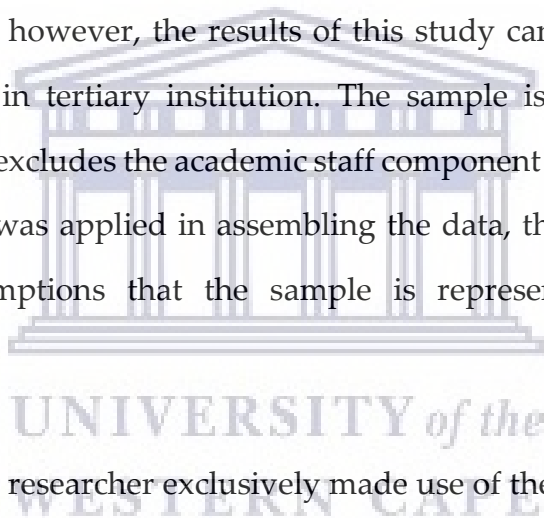 however, the results of this study can
in tertiary institution. The sample is
excludes the academic staff component
was applied in assembling the data, th
mptions that the sample is represen
UNIVERSITY of the
researcher exclusively made use of the
WESTERN CAPE